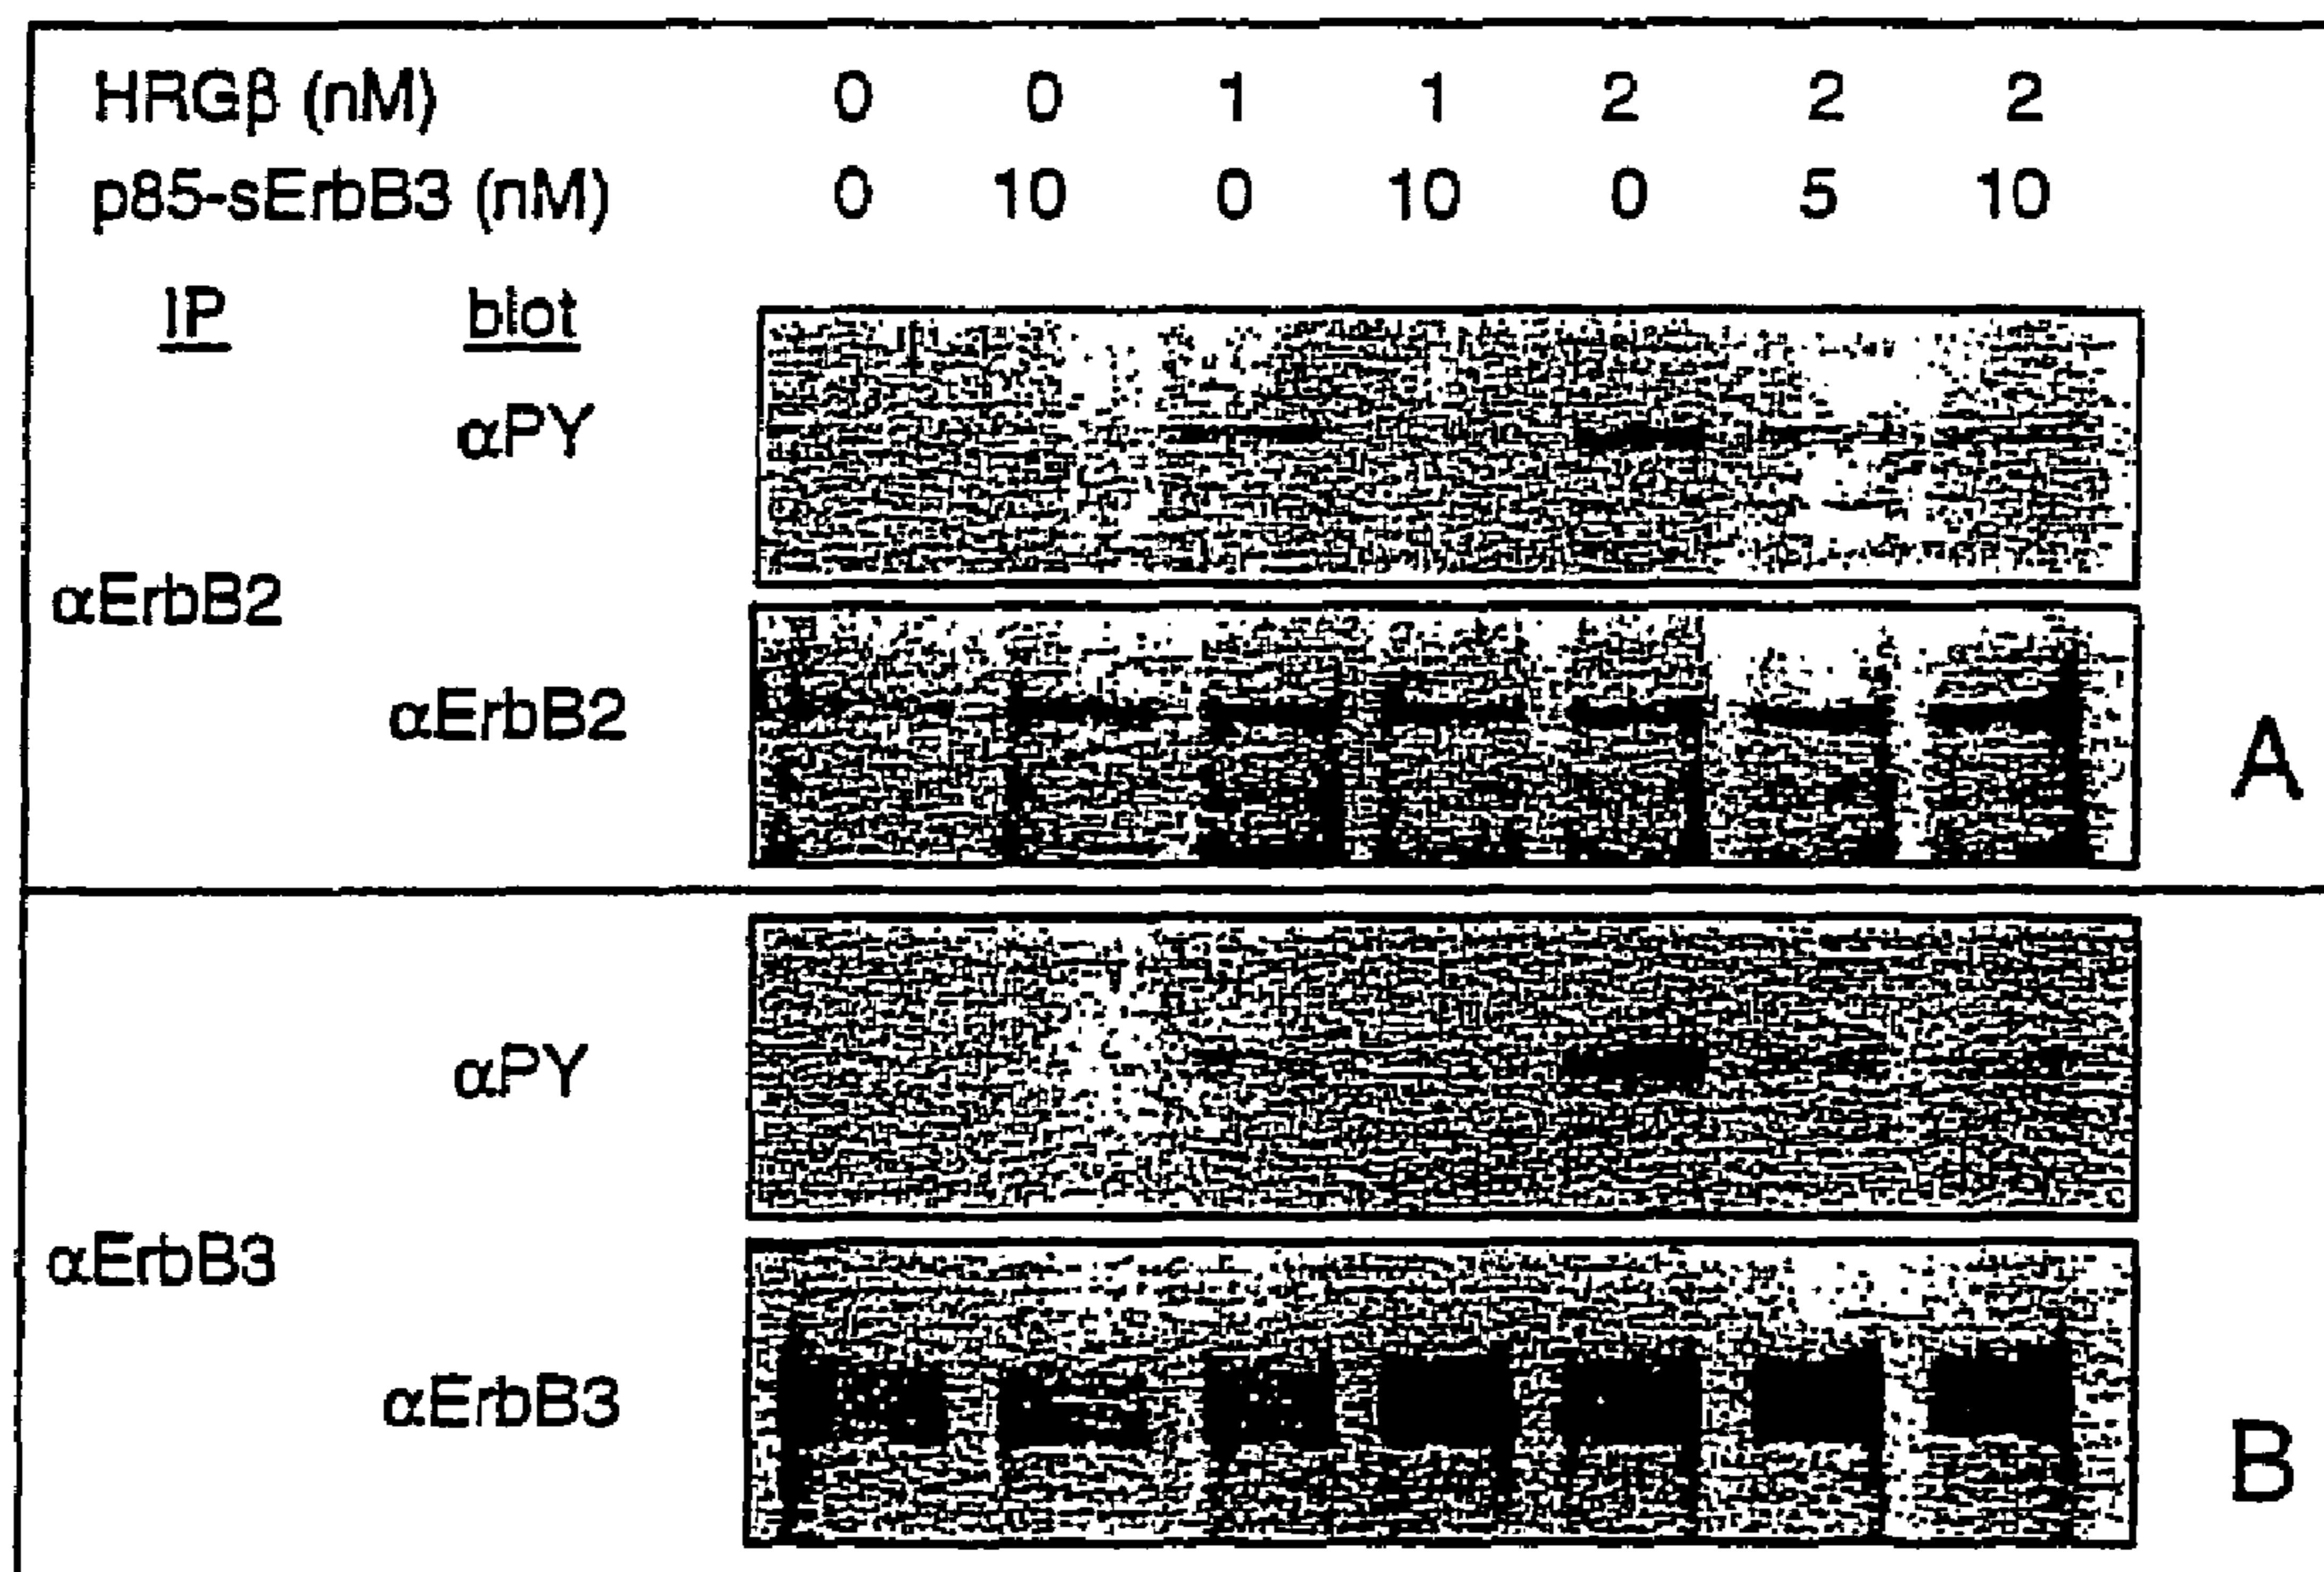 HRGβ (nM) 0 0 1 1 2 2 2
p85-sErbB3 (nM) 0 10 0 10 0 5 10
IP blot
αPY
αErbB2
αErbB2
A
αPY
αErbB3
αErbB3
B